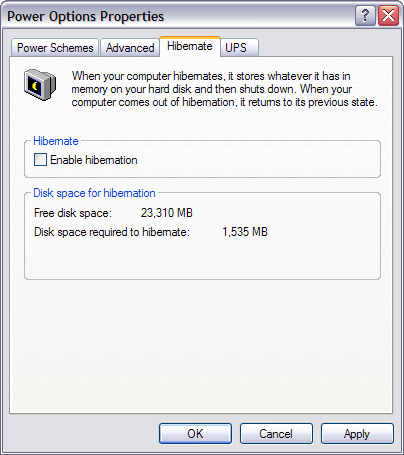 Power Options Properties
Power Schemes Advanced Hibernate UPS
When your computer hibernates, it stores whatever it has in
memory on your hard disk and then shuts down. When your
computer comes out of hibernation, it returns to its previous state.
Hibernate
Enable hibernation
Disk space for hibernation
Free disk space: 23,310 MB
Disk space required to hibernate: 1,535 MB
OK Cancel Apply